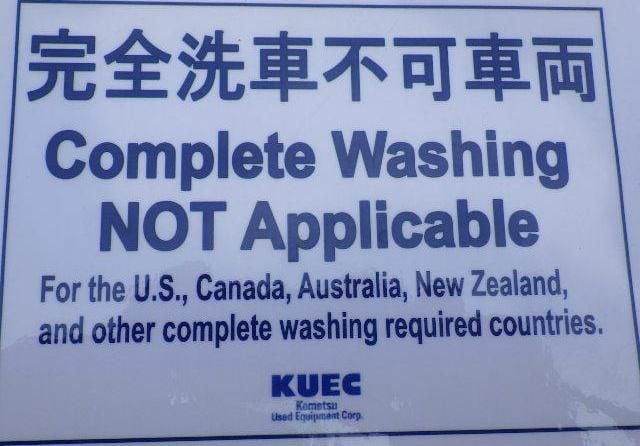 完全洗車不可車両
Complete Washing
NOT Applicable
For the U.S., Canada, Australia, New Zealand,
and other complete washing required countries.
KUEC
Komatsu
Used Equipment Corp.